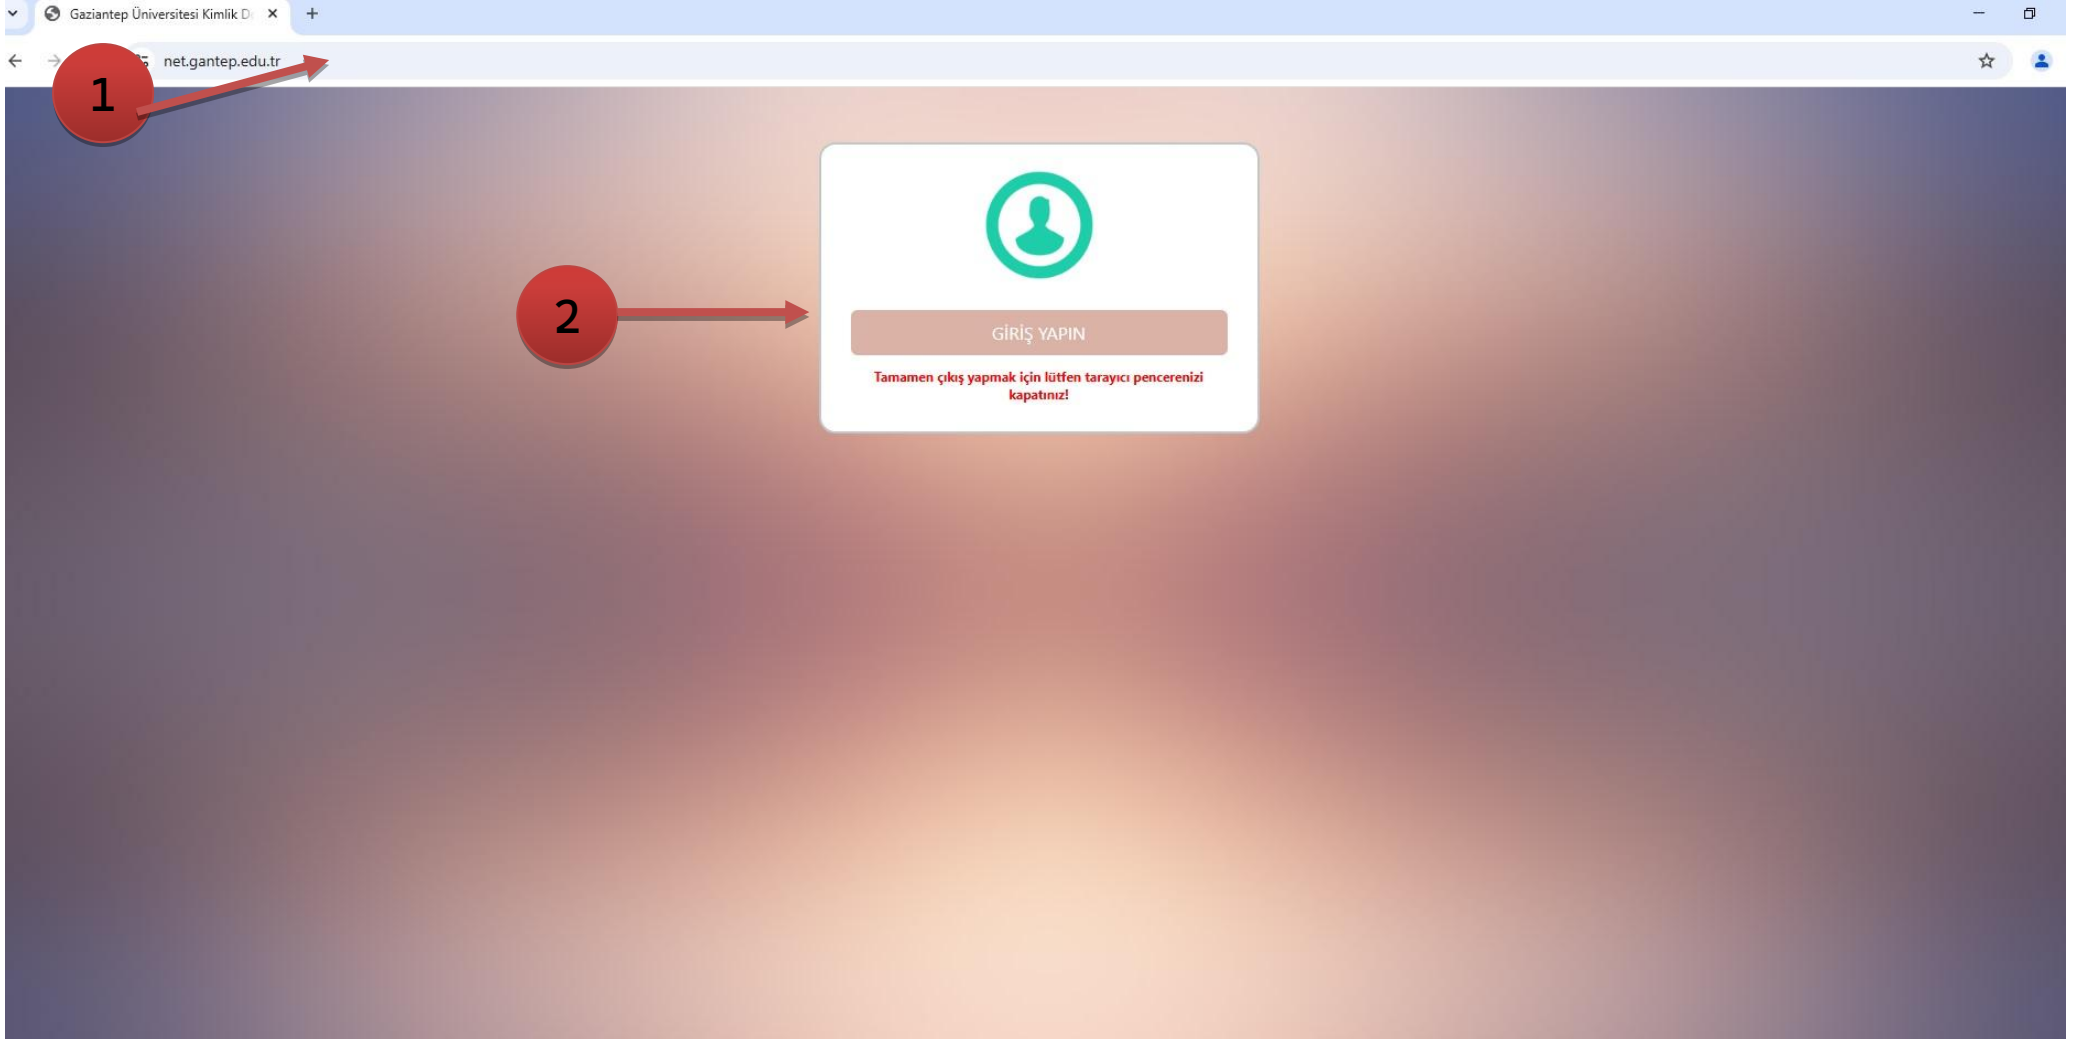 Gaziantep Üniversitesi Kimlik D
net.gantep.edu.tr
1
2
GİRİŞ YAPIN
Tamamen çıkış yapmak için lütfen tarayıcı pencerenizi
kapatınız!